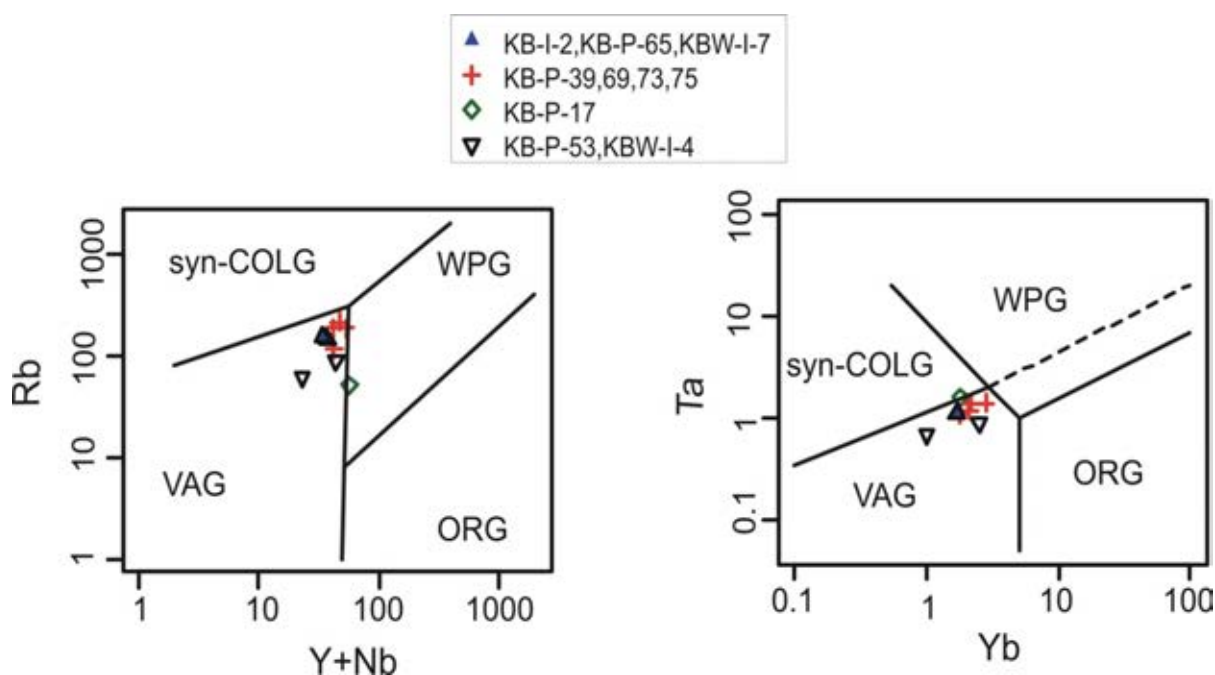 KB-I-2,KB-P-65,KBW-I-7
KB-P-39,69,73,75
KB-P-17
KB-P-53,KBW-I-4
syn-COLG
WPG
VAG
ORG
Rb
1000
100
10
1
1
10
100
1000
Y+Nb
WPG
syn-COLG
VAG
ORG
Ta
100
10
1
0.1
0.1
1
10
100
Yb